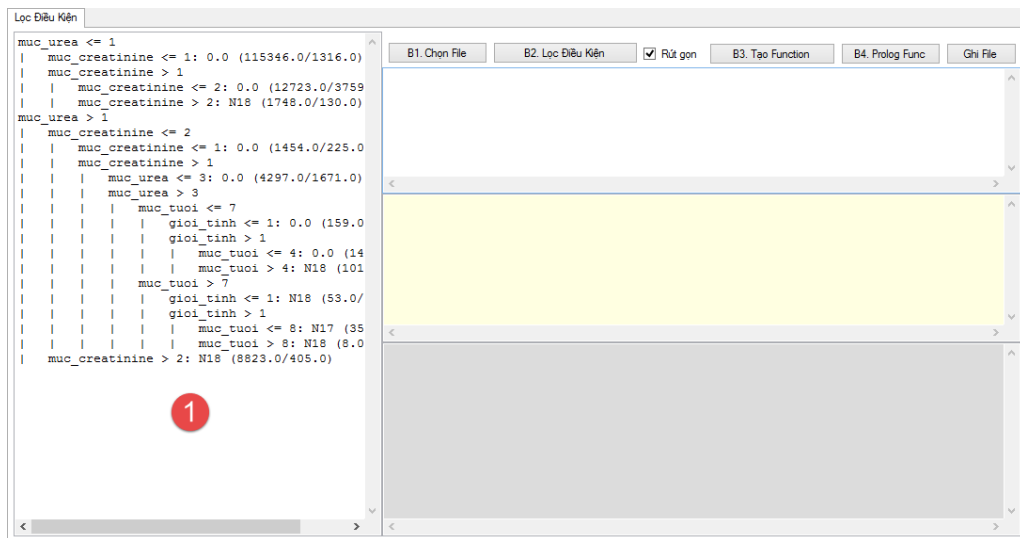 Lọc Điều Kiện
muc_urea <= 1
|   muc_creatinine <= 1: 0.0 (115346.0/1316.0)
|   muc_creatinine > 1
|   |   muc_creatinine <= 2: 0.0 (12723.0/3759
|   |   muc_creatinine > 2: N18 (1748.0/130.0)
muc_urea > 1
|   muc_creatinine <= 2
|   |   muc_creatinine <= 1: 0.0 (1454.0/225.0
|   |   muc_creatinine > 1
|   |   |   muc_urea <= 3: 0.0 (4297.0/1671.0)
|   |   |   muc_urea > 3
|   |   |   |   muc_tuoi <= 7
|   |   |   |   |   gioi_tinh <= 1: 0.0 (159.0
|   |   |   |   |   gioi_tinh > 1
|   |   |   |   |   |   muc_tuoi <= 4: 0.0 (14
|   |   |   |   |   |   muc_tuoi > 4: N18 (101
|   |   |   |   muc_tuoi > 7
|   |   |   |   |   gioi_tinh <= 1: N18 (53.0/
|   |   |   |   |   gioi_tinh > 1
|   |   |   |   |   |   muc_tuoi <= 8: N17 (35
|   |   |   |   |   |   muc_tuoi > 8: N18 (8.0
|   muc_creatinine > 2: N18 (8823.0/405.0)
1
B1. Chọn File B2. Lọc Điều Kiện Rút gọn B3. Tạo Function B4. Prolog Func Ghi File